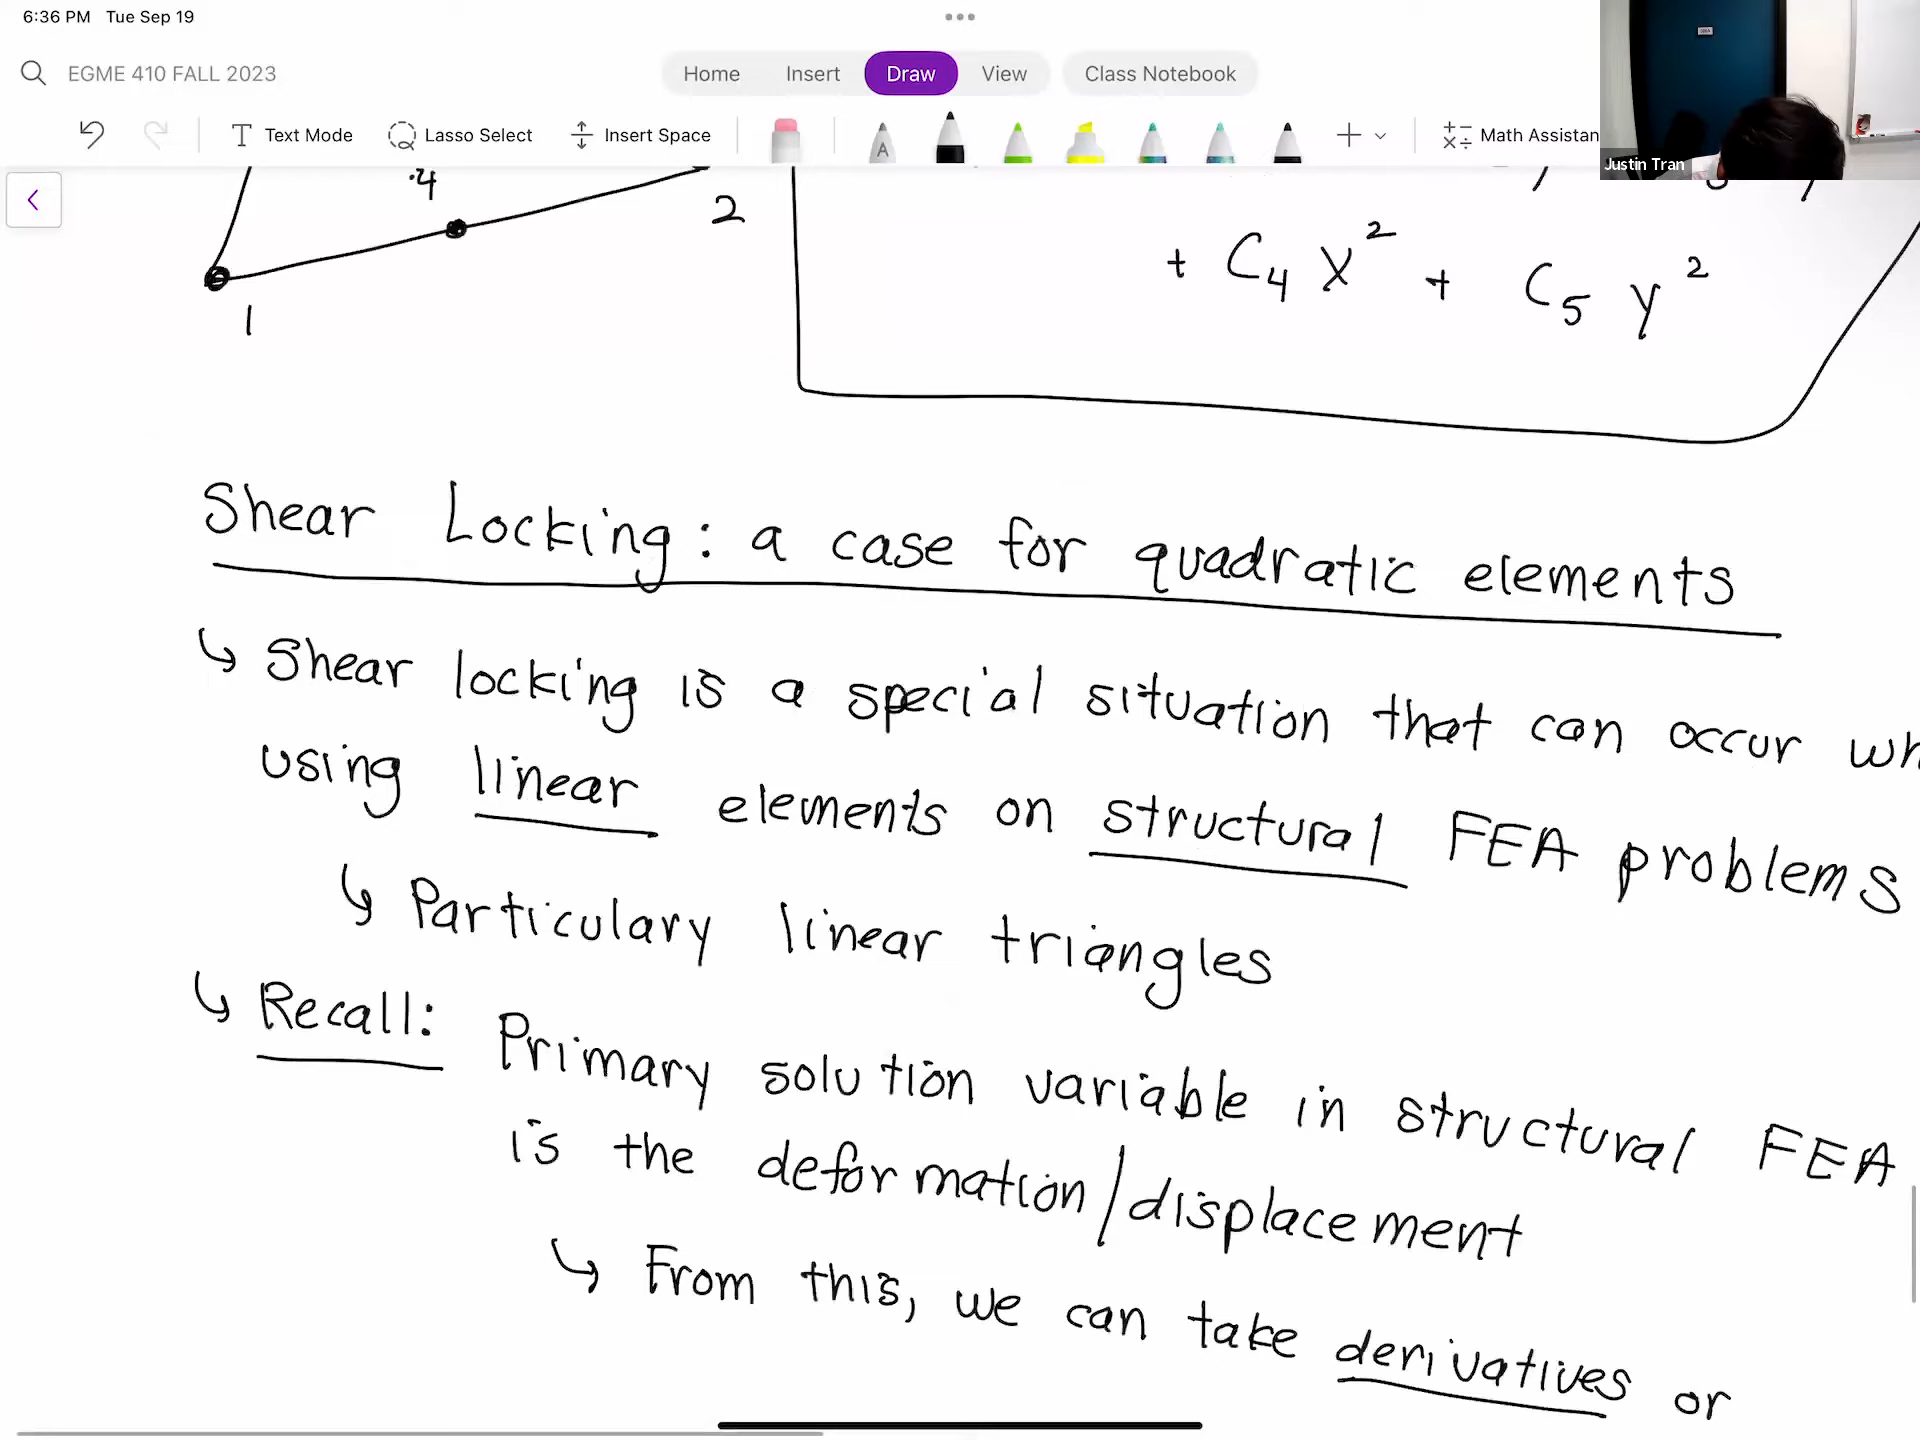 6:36 PM Tue Sep 19
EGME 410 FALL 2023
Home Insert Draw View Class Notebook
Text Mode Lasso Select Insert Space A Math Assistan
Justin Tran
4
2
1
+ C4 x² + C5 y²
Shear Locking: a case for quadratic elements
↳ Shear locking is a special situation that can occur wh
using linear elements on structural FEA problems
↳ Particulary linear triangles
↳ Recall: Primary solution variable in structural FEA
is the deformation/displacement
↳ From this, we can take derivatives or